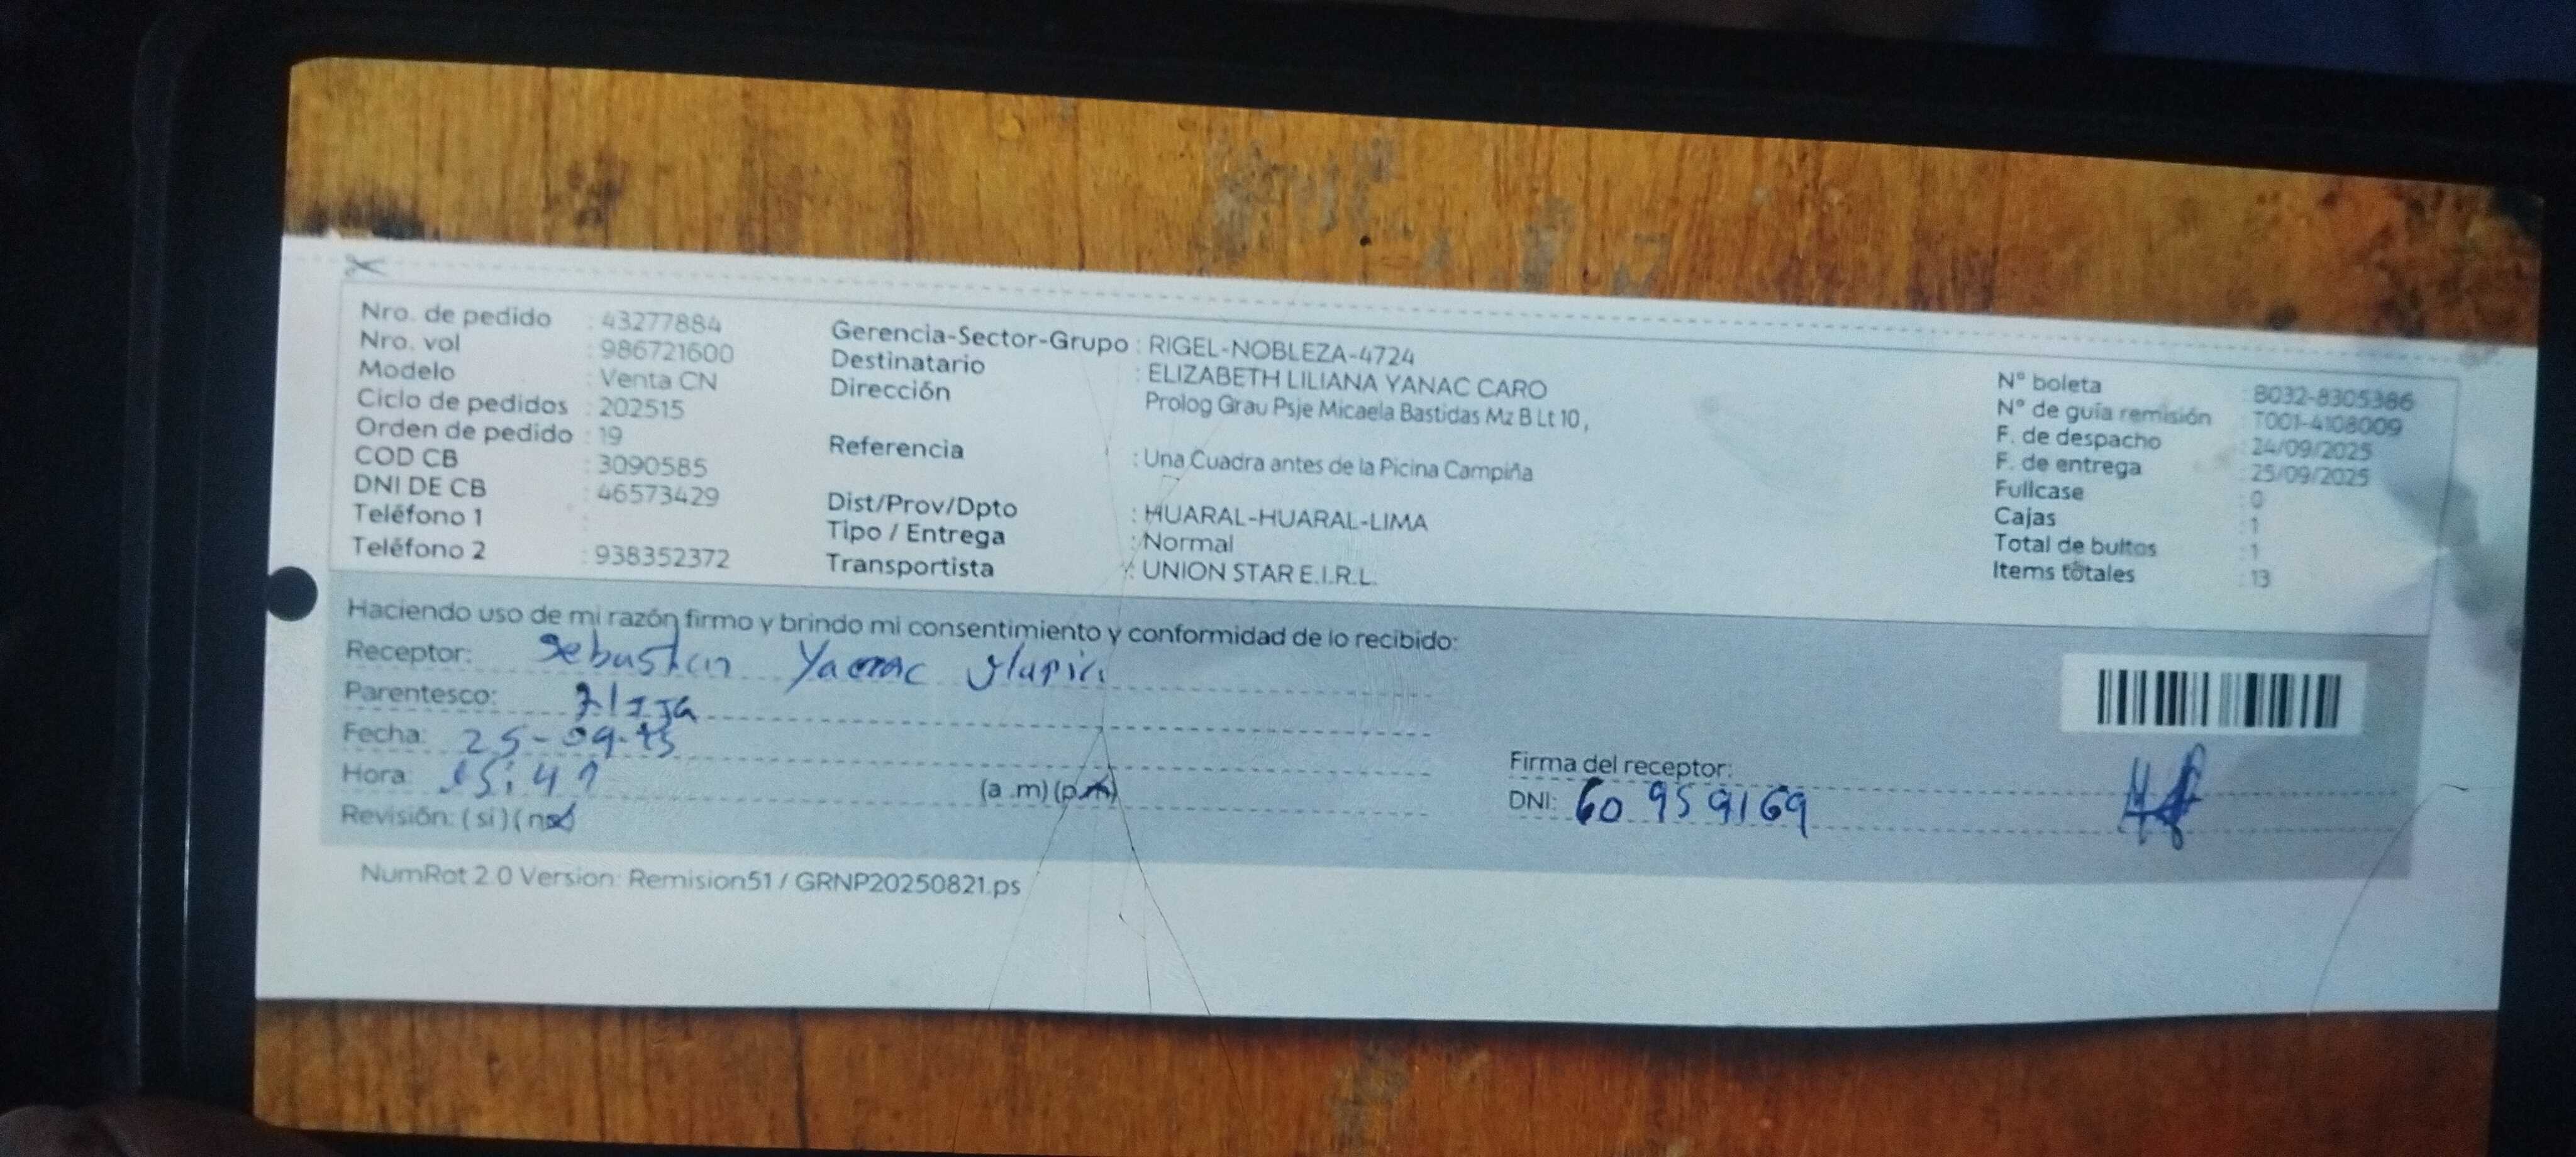 Nro. de pedido : 43277884
Nro. vol : 986721600
Modelo : Venta CN
Ciclo de pedidos : 202515
Orden de pedido : 19
COD CB : 3090585
DNI DE CB : 46573429
Teléfono 1 :
Teléfono 2 : 938352372
Gerencia-Sector-Grupo : RIGEL-NOBLEZA-4724
Destinatario : ELIZABETH LILIANA YANAC CARO
Dirección Prolog Grau Psje Micaela Bastidas Mz B Lt 10 ,
Referencia : Una Cuadra antes de la Picina Campiña
Dist/Prov/Dpto : HUARAL-HUARAL-LIMA
Tipo / Entrega : Normal
Transportista : UNION STAR E.I.R.L.
N° boleta : B032-8305386
N° de guía remisión : T001-4108009
F. de despacho : 24/09/2025
F. de entrega : 25/09/2025
Fullcase : 0
Cajas : 1
Total de bultos : 1
Items totales : 13
Haciendo uso de mi razón firmo y brindo mi consentimiento y conformidad de lo recibido:
Receptor: Sebastian Yanac
Parentesco:
Fecha: 25-09-
Hora: (a .m) (p.m)
Revisión: ( si ) ( no)
Firma del receptor:
DNI: 60959169
NumRot 2.0 Version: Remision51 / GRNP20250821.ps